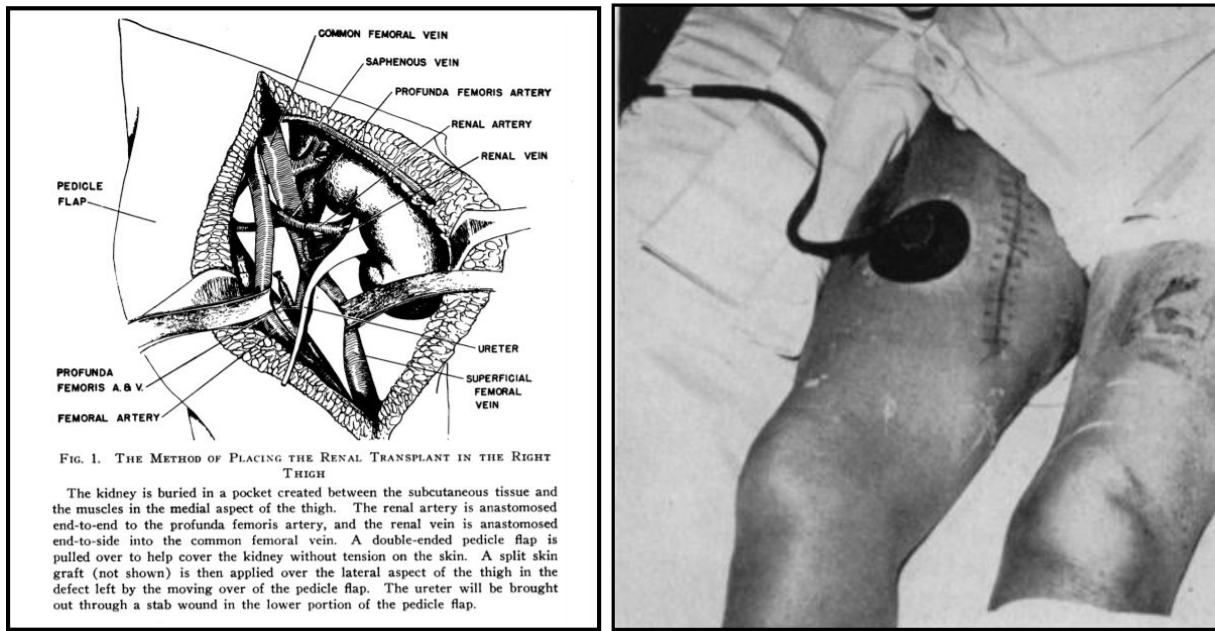 COMMON FEMORAL VEIN
SAPHENOUS VEIN
PROFUNDA FEMORIS ARTERY
RENAL ARTERY
RENAL VEIN
PEDICLE
FLAP
URETER
SUPERFICIAL
FEMORAL
VEIN
PROFUNDA
FEMORIS A. & V.
FEMORAL ARTERY
FIG. 1. THE METHOD OF PLACING THE RENAL TRANSPLANT IN THE RIGHT
THIGH
The kidney is buried in a pocket created between the subcutaneous tissue and
the muscles in the medial aspect of the thigh. The renal artery is anastomosed
end-to-end to the profunda femoris artery, and the renal vein is anastomosed
end-to-side into the common femoral vein. A double-ended pedicle flap is
pulled over to help cover the kidney without tension on the skin. A split skin
graft (not shown) is then applied over the lateral aspect of the thigh in the
defect left by the moving over of the pedicle flap. The ureter will be brought
out through a stab wound in the lower portion of the pedicle flap.